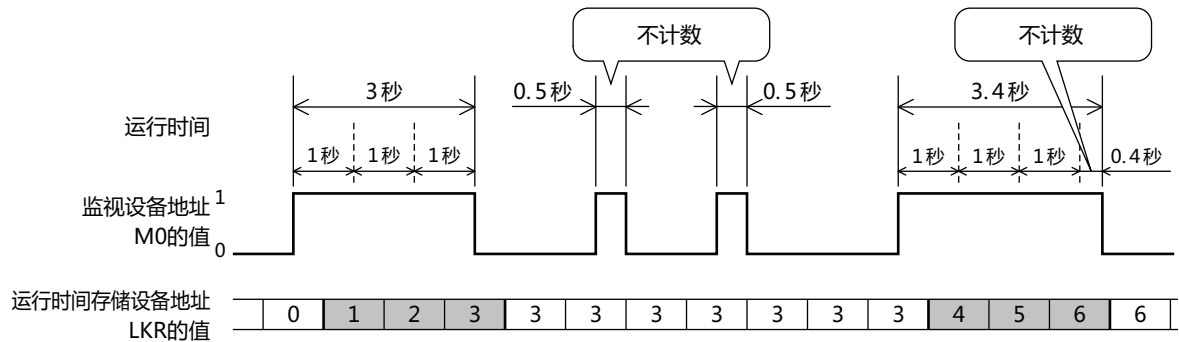 不计数
不计数
3秒
0.5秒
0.5秒
3.4秒
运行时间
1秒
1秒
1秒
1秒
1秒
1秒
0.4秒
监视设备地址
M0的值
1
0
运行时间存储设备地址
LKR的值
0 1 2 3 3 3 3 3 3 3 3 4 5 6 6